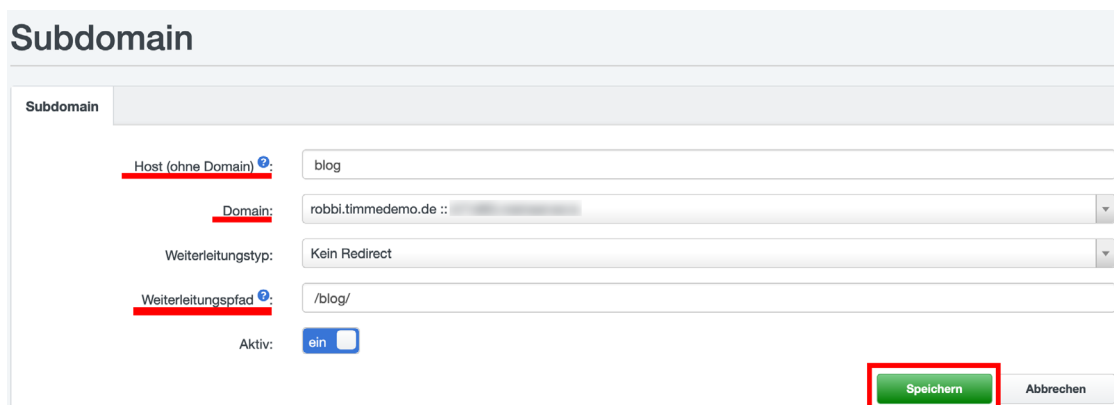 Subdomain
Subdomain
Host (ohne Domain) ?:
blog
Domain:
robbi.timmedemo.de ::
Weiterleitungstyp:
Kein Redirect
Weiterleitungspfad ?:
/blog/
Aktiv:
ein
Speichern
Abbrechen